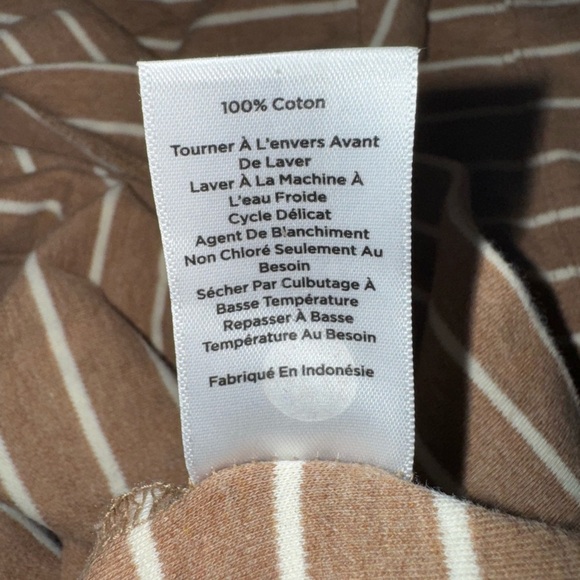 100% Coton
Tourner À L'envers Avant
De Laver
Laver À La Machine À
L'eau Froide
Cycle Délicat
Agent De Blanchiment
Non Chloré Seulement Au
Besoin
Sécher Par Culbutage À
Basse Température
Repasser À Basse
Température Au Besoin
Fabriqué En Indonésie